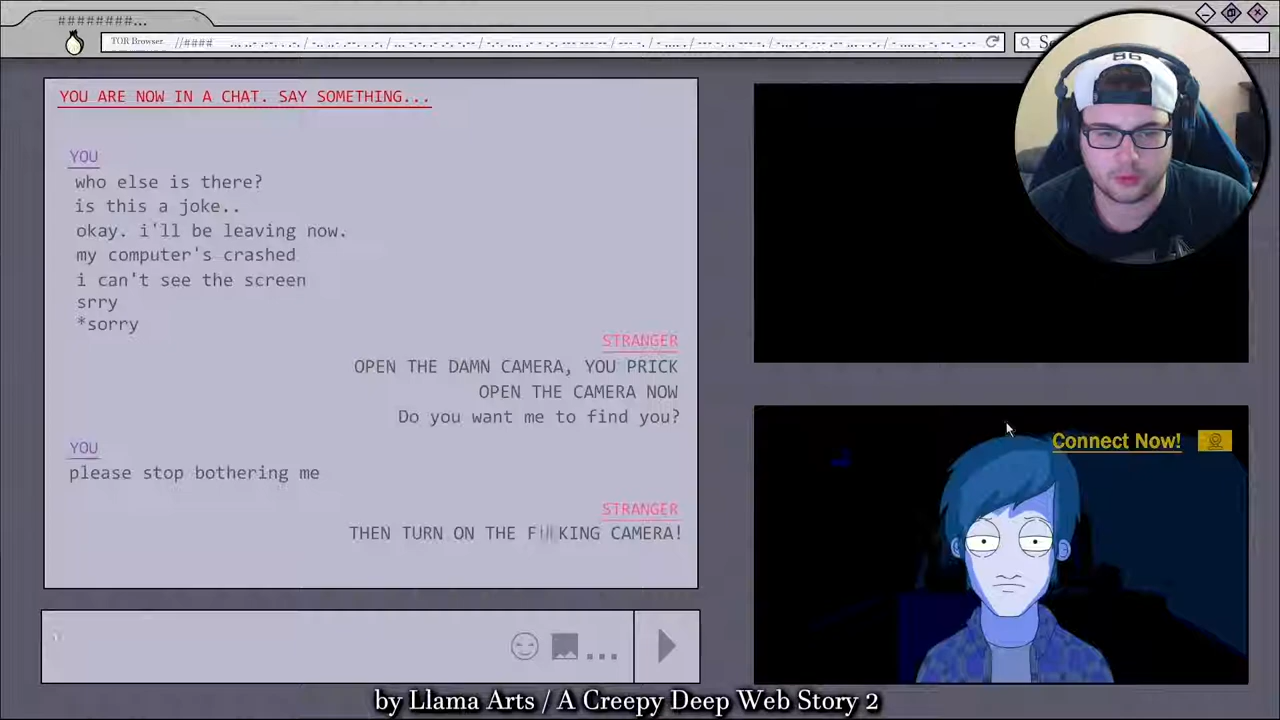 ########...
TOR Browser //####
YOU ARE NOW IN A CHAT. SAY SOMETHING...
YOU
who else is there?
is this a joke..
okay. i'll be leaving now.
my computer's crashed
i can't see the screen
srry
*sorry
STRANGER
OPEN THE DAMN CAMERA, YOU PRICK
OPEN THE CAMERA NOW
Do you want me to find you?
YOU
please stop bothering me
STRANGER
THEN TURN ON THE CAMERA!
Connect Now!
by Llama Arts / A Creepy Deep Web Story 2